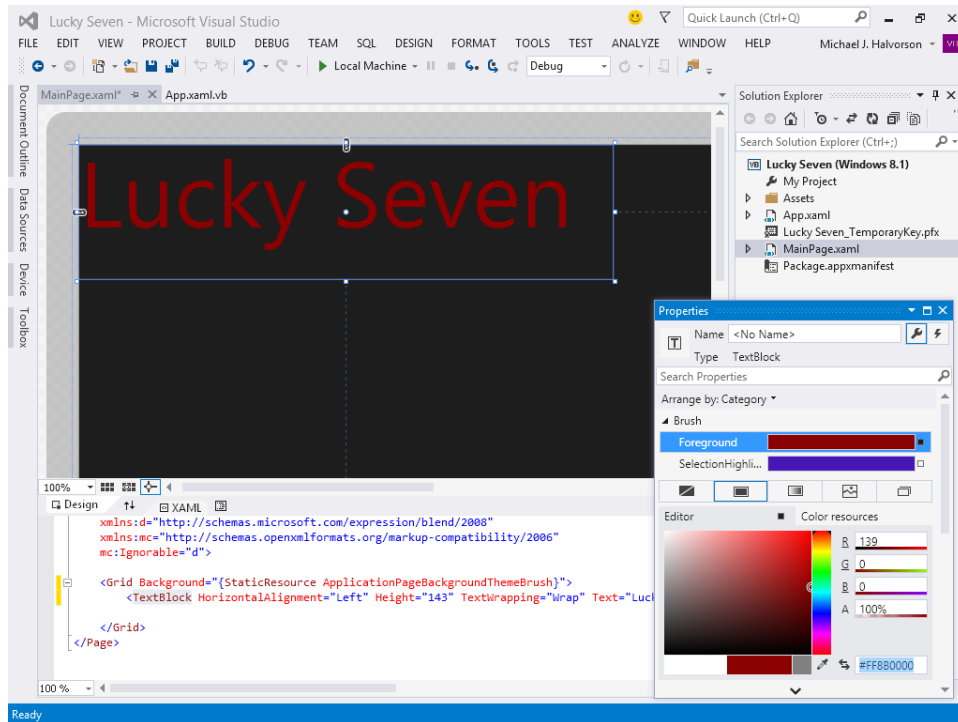 Lucky Seven - Microsoft Visual Studio
Quick Launch (Ctrl+Q)
FILE EDIT VIEW PROJECT BUILD DEBUG TEAM SQL DESIGN FORMAT TOOLS TEST ANALYZE WINDOW HELP Michael J. Halvorson
Local Machine Debug
Document Outline
Data Sources
Device
Toolbox
MainPage.xaml* App.xaml.vb
Lucky Seven
Solution Explorer
Search Solution Explorer (Ctrl+;)
VB Lucky Seven (Windows 8.1)
My Project
Assets
App.xaml
Lucky Seven_TemporaryKey.pfx
MainPage.xaml
Package.appxmanifest
Properties
Name <No Name>
Type TextBlock
Search Properties
Arrange by: Category
Brush
Foreground
SelectionHighli...
Editor Color resources
R 139
G 0
B 0
A 100%
#FF8B0000
100%
Design XAML
xmlns:d="http://schemas.microsoft.com/expression/blend/2008"
xmlns:mc="http://schemas.openxmlformats.org/markup-compatibility/2006"
mc:Ignorable="d">
<Grid Background="{StaticResource ApplicationPageBackgroundThemeBrush}">
<TextBlock HorizontalAlignment="Left" Height="143" TextWrapping="Wrap" Text="Luc
</Grid>
</Page>
100 %
Ready